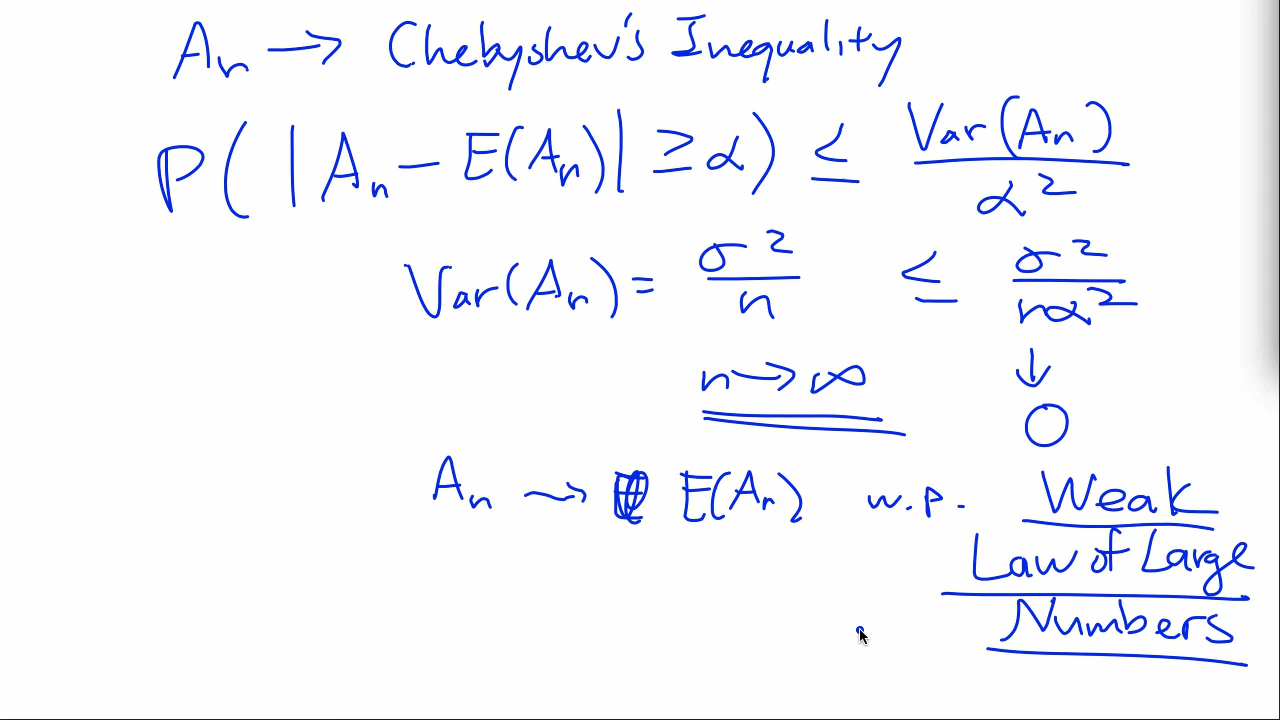 Aₙ → Chebyshev's Inequality
P( | Aₙ − E(Aₙ) | ≥ α ) ≤ Var(Aₙ) / α²
Var(Aₙ) = σ² / n ≤ σ² / nα²
n → ∞ ↓
0
Aₙ → E(Aₙ) w.p. Weak
Law of Large
Numbers